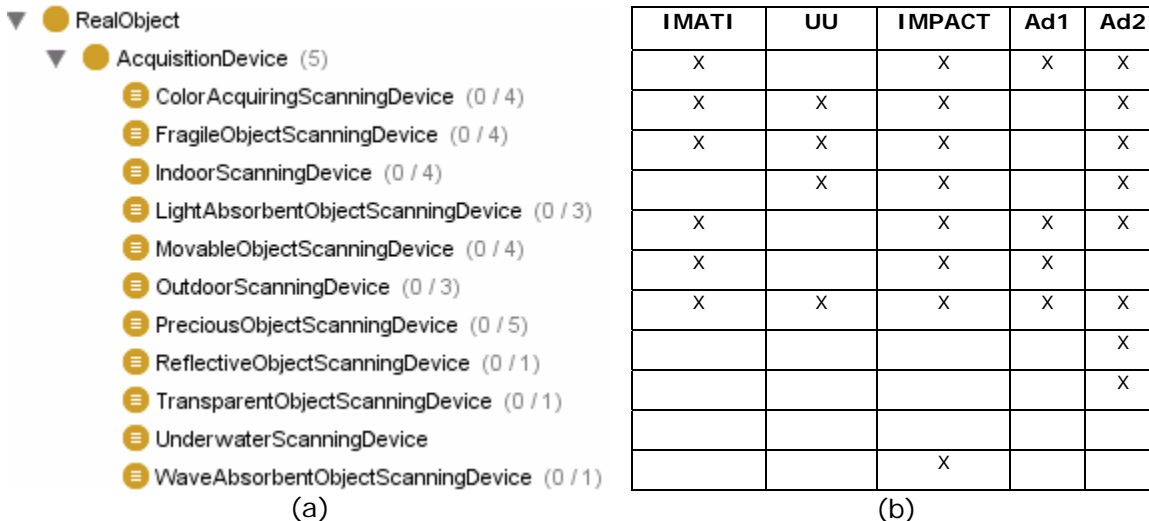 RealObject
AcquisitionDevice (5)
ColorAcquiringScanningDevice (0 / 4)
FragileObjectScanningDevice (0 / 4)
IndoorScanningDevice (0 / 4)
LightAbsorbentObjectScanningDevice (0 / 3)
MovableObjectScanningDevice (0 / 4)
OutdoorScanningDevice (0 / 3)
PreciousObjectScanningDevice (0 / 5)
ReflectiveObjectScanningDevice (0 / 1)
TransparentObjectScanningDevice (0 / 1)
UnderwaterScanningDevice
WaveAbsorbentObjectScanningDevice (0 / 1)
(a)
IMATI UU IMPACT Ad1 Ad2
X X X X
X X X X
X X X X
X X X
X X X X
X X X
X X X X X
X
X
X
(b)